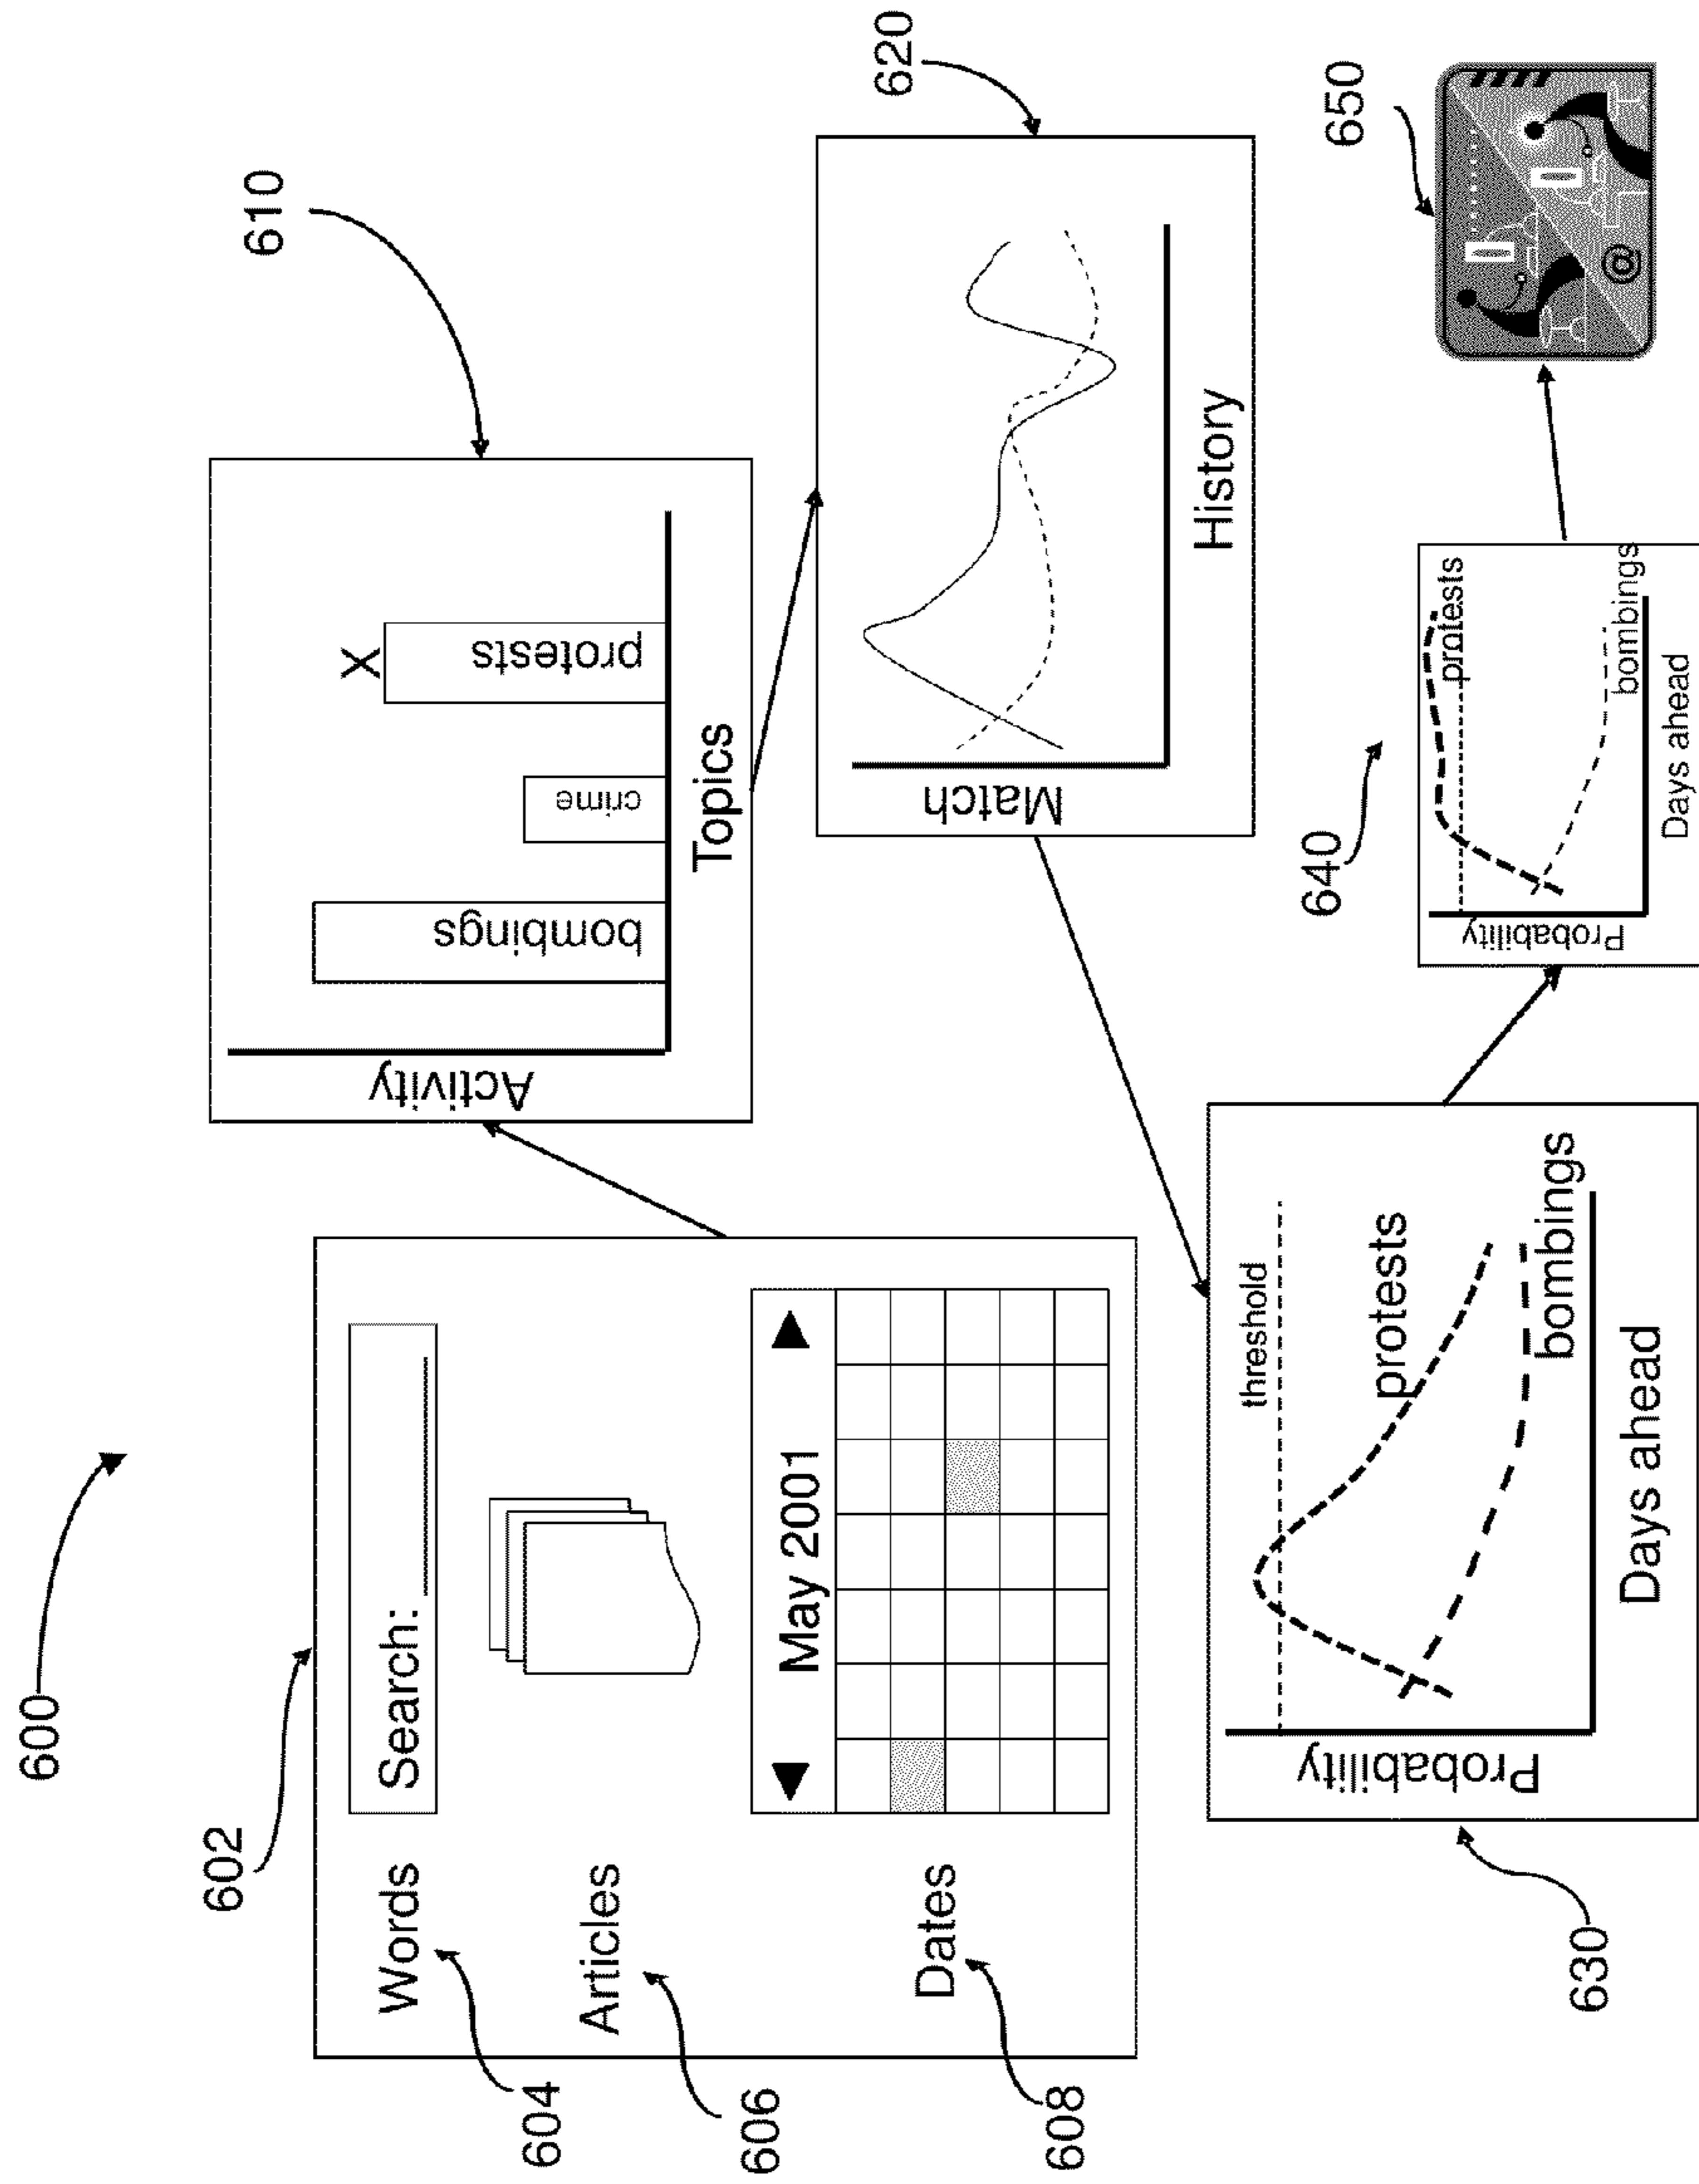 600
602
Words
Search:
604
Articles
606
Dates
May 2001
608
610
Activity
bombings
crime
protests
X
Topics
620
Match
History
630
Probability
threshold
protests
bombings
Days ahead
640
Probability
protests
bombings
Days ahead
650
@